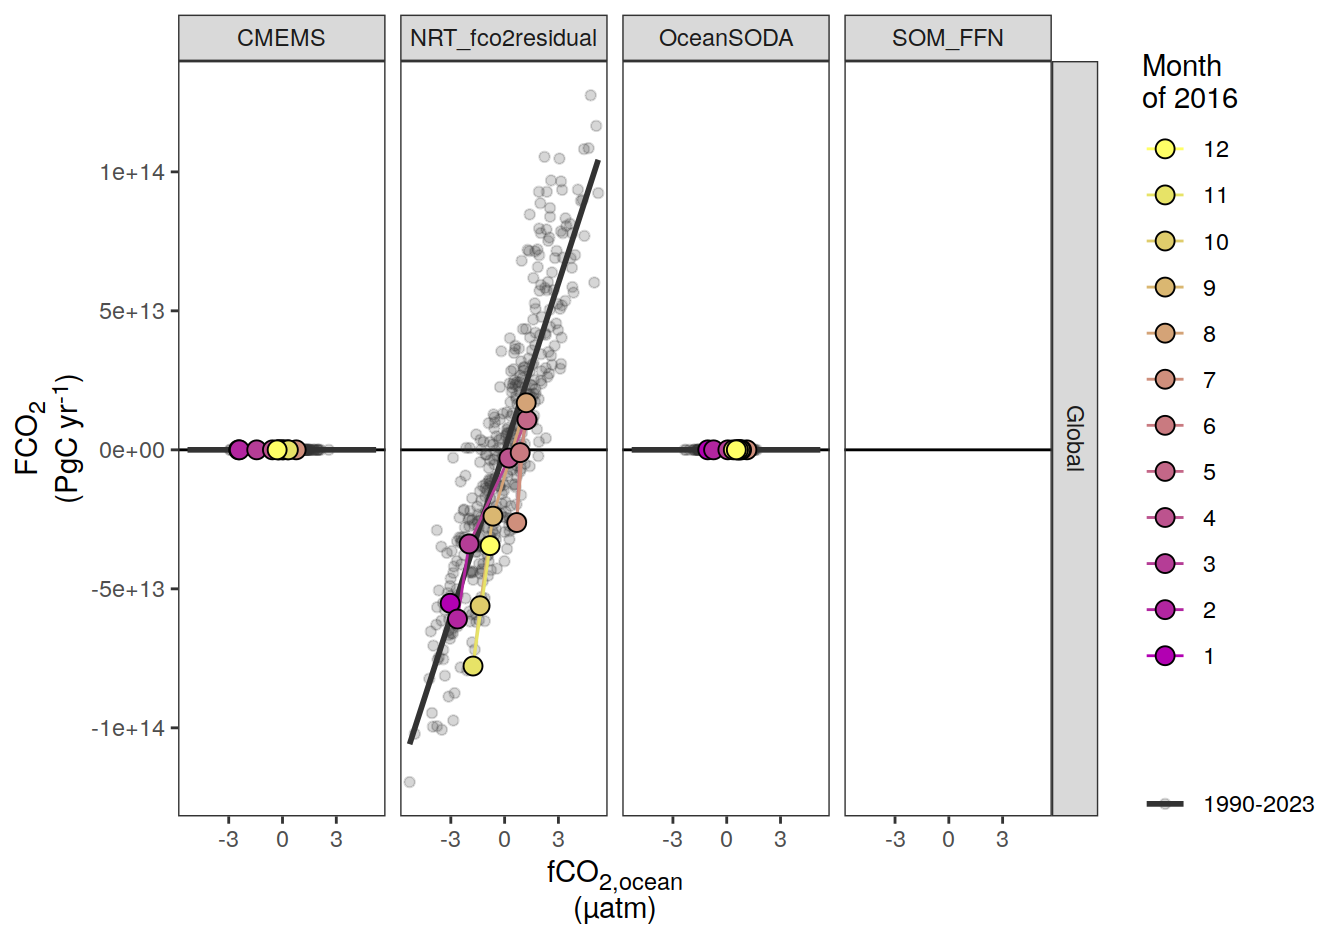 CMEMS
NRT_fco2residual
OceanSODA
SOM_FFN
Global
FCO2
(PgC yr-1)
1e+14
5e+13
0e+00
-5e+13
-1e+14
-3 0 3
-3 0 3
-3 0 3
-3 0 3
fCO2,ocean
(µatm)
Month
of 2016
12
11
10
9
8
7
6
5
4
3
2
1
1990-2023